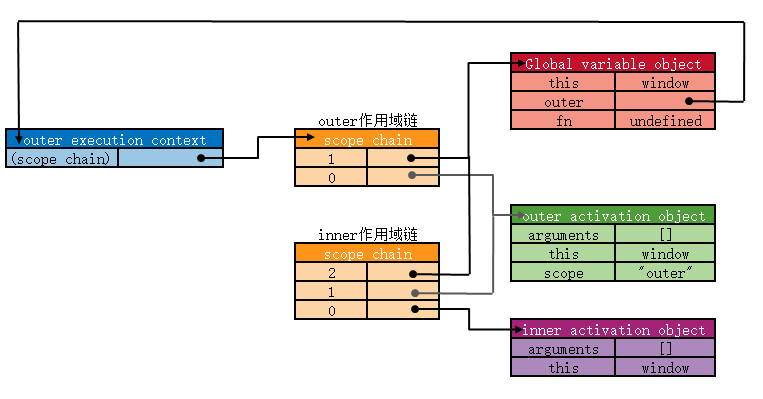 Global variable object
this window
outer
fn undefined
outer作用域链
outer execution context
(scope chain)
scope chain
1
0
outer activation object
arguments []
this window
scope "outer"
inner作用域链
scope chain
2
1
0
inner activation object
arguments []
this window